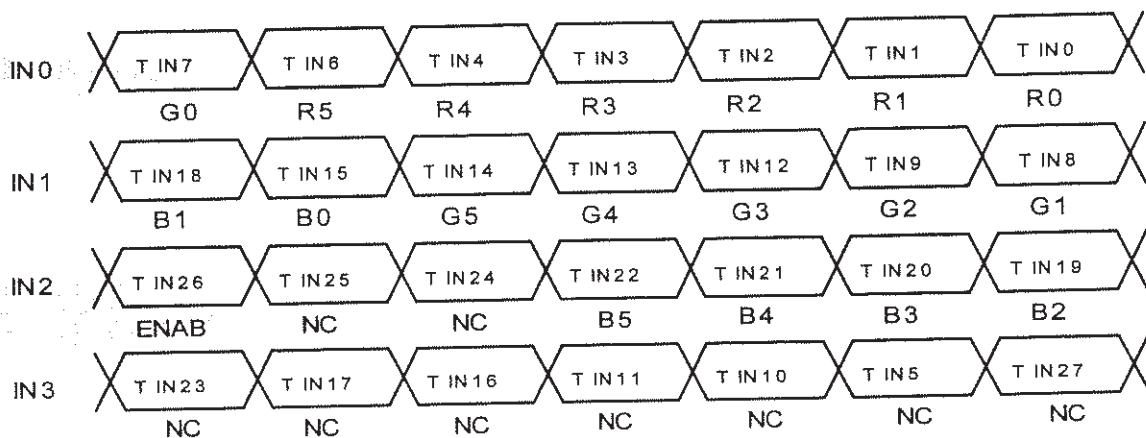 IN0 T IN7 T IN6 T IN4 T IN3 T IN2 T IN1 T IN0
G0 R5 R4 R3 R2 R1 R0
IN1 T IN18 T IN15 T IN14 T IN13 T IN12 T IN9 T IN8
B1 B0 G5 G4 G3 G2 G1
IN2 T IN26 T IN25 T IN24 T IN22 T IN21 T IN20 T IN19
ENAB NC NC B5 B4 B3 B2
IN3 T IN23 T IN17 T IN16 T IN11 T IN10 T IN5 T IN27
NC NC NC NC NC NC NC